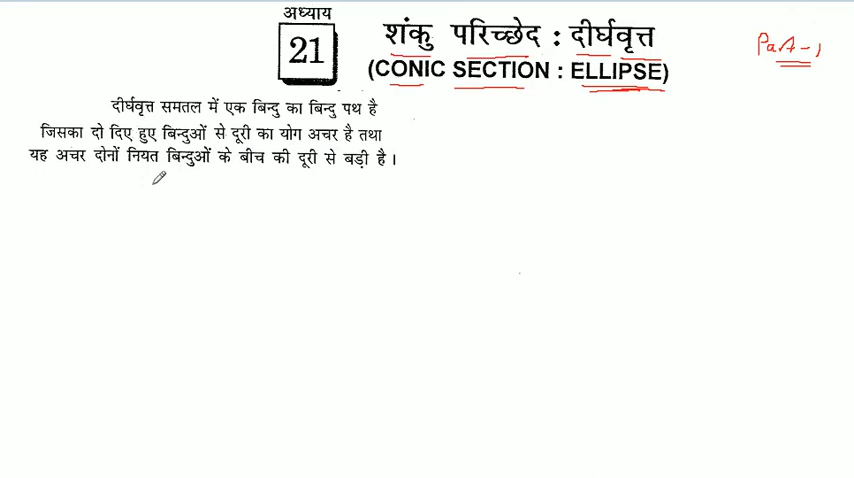 अध्याय
21
शंकु परिच्छेद : दीर्घवृत्त
(CONIC SECTION : ELLIPSE)
Part-1
दीर्घवृत्त समतल में एक बिन्दु का बिन्दु पथ है
जिसका दो दिए हुए बिन्दुओं से दूरी का योग अचर है तथा
यह अचर दोनों नियत बिन्दुओं के बीच की दूरी से बड़ी है।